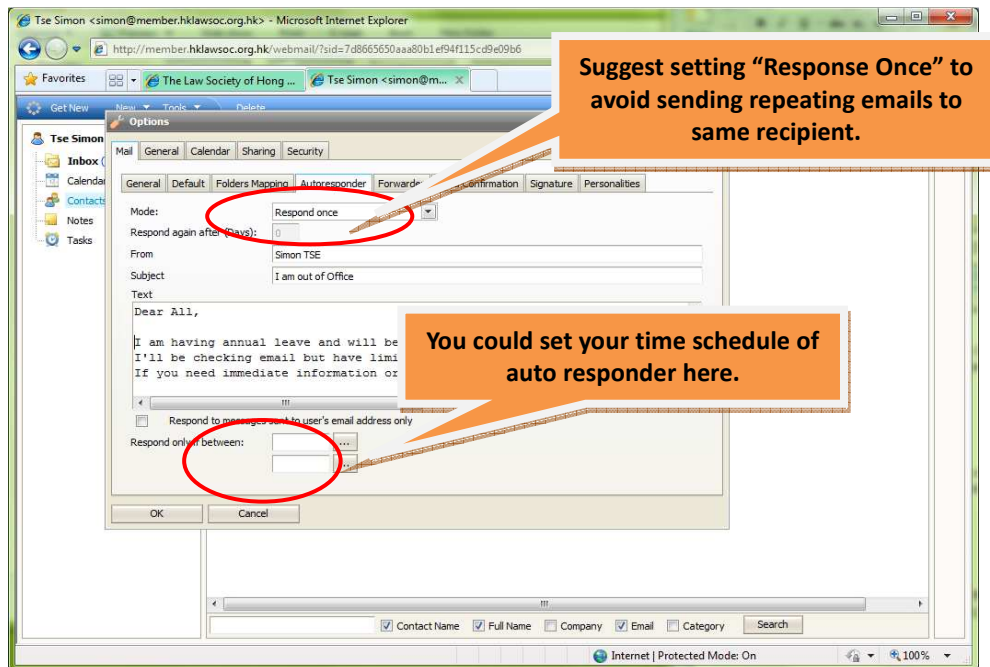 Tse Simon <simon@member.hklawsoc.org.hk> - Microsoft Internet Explorer
http://member.hklawsoc.org.hk/webmail/?sid=7d8665650aaa80b1ef94f115cd9e09b6
Favorites The Law Society of Hong ... Tse Simon <simon@m...
Suggest setting “Response Once” to
avoid sending repeating emails to
same recipient.
Get New New Tools Delete
Options
Tse Simon
Inbox (
Calendar
Contacts
Notes
Tasks
Mail General Calendar Sharing Security
General Default Folders Mapping Autoresponder Forwarder Confirmation Signature Personalities
Mode: Respond once
Respond again after (Days): 0
From Simon TSE
Subject I am out of Office
Text
Dear All,
I am having annual leave and will be
I'll be checking email but have limi
If you need immediate information or
You could set your time schedule of
auto responder here.
Respond to messages sent to user's email address only
Respond only if between: ...
...
OK Cancel
Contact Name Full Name Company Email Category Search
Internet | Protected Mode: On 100%